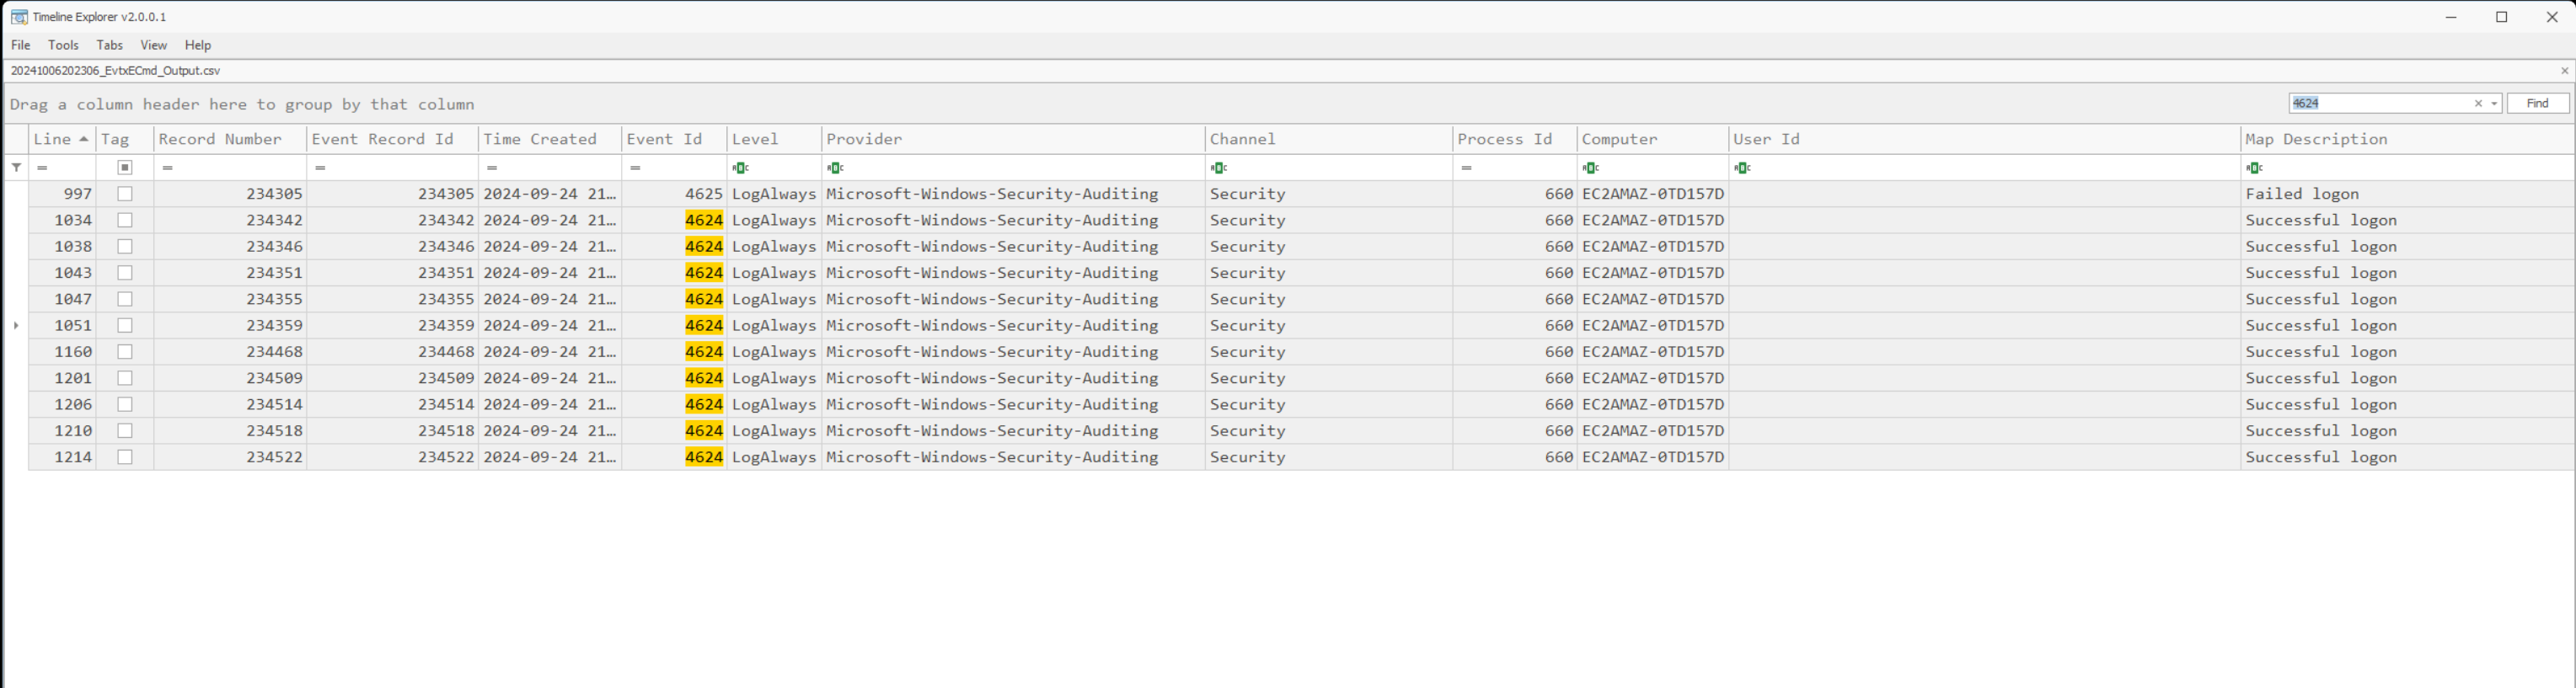 Timeline Explorer v2.0.0.1
File Tools Tabs View Help
20241006202306_EvtxECmd_Output.csv
Drag a column header here to group by that column 4624 Find
Line Tag Record Number Event Record Id Time Created Event Id Level Provider Channel Process Id Computer User Id Map Description
= = = = = ABC ABC ABC = ABC ABC ABC
997 234305 234305 2024-09-24 21… 4625 LogAlways Microsoft-Windows-Security-Auditing Security 660 EC2AMAZ-0TD157D Failed logon
1034 234342 234342 2024-09-24 21… 4624 LogAlways Microsoft-Windows-Security-Auditing Security 660 EC2AMAZ-0TD157D Successful logon
1038 234346 234346 2024-09-24 21… 4624 LogAlways Microsoft-Windows-Security-Auditing Security 660 EC2AMAZ-0TD157D Successful logon
1043 234351 234351 2024-09-24 21… 4624 LogAlways Microsoft-Windows-Security-Auditing Security 660 EC2AMAZ-0TD157D Successful logon
1047 234355 234355 2024-09-24 21… 4624 LogAlways Microsoft-Windows-Security-Auditing Security 660 EC2AMAZ-0TD157D Successful logon
1051 234359 234359 2024-09-24 21… 4624 LogAlways Microsoft-Windows-Security-Auditing Security 660 EC2AMAZ-0TD157D Successful logon
1160 234468 234468 2024-09-24 21… 4624 LogAlways Microsoft-Windows-Security-Auditing Security 660 EC2AMAZ-0TD157D Successful logon
1201 234509 234509 2024-09-24 21… 4624 LogAlways Microsoft-Windows-Security-Auditing Security 660 EC2AMAZ-0TD157D Successful logon
1206 234514 234514 2024-09-24 21… 4624 LogAlways Microsoft-Windows-Security-Auditing Security 660 EC2AMAZ-0TD157D Successful logon
1210 234518 234518 2024-09-24 21… 4624 LogAlways Microsoft-Windows-Security-Auditing Security 660 EC2AMAZ-0TD157D Successful logon
1214 234522 234522 2024-09-24 21… 4624 LogAlways Microsoft-Windows-Security-Auditing Security 660 EC2AMAZ-0TD157D Successful logon